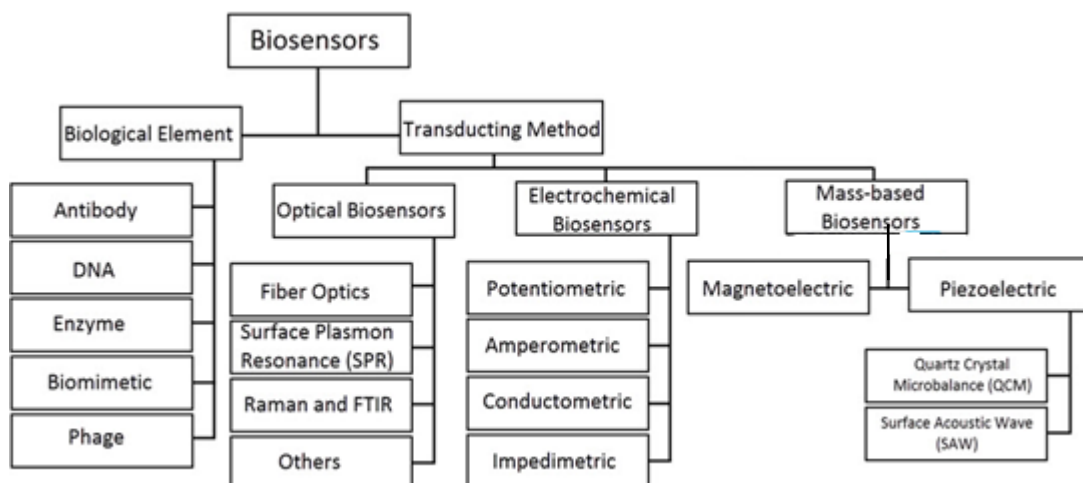 Biosensors
Biological Element
Transducting Method
Antibody
DNA
Enzyme
Biomimetic
Phage
Optical Biosensors
Fiber Optics
Surface Plasmon
Resonance (SPR)
Raman and FTIR
Others
Electrochemical
Biosensors
Potentiometric
Amperometric
Conductometric
Impedimetric
Mass-based
Biosensors
Magnetoelectric
Piezoelectric
Quartz Crystal
Microbalance (QCM)
Surface Acoustic Wave
(SAW)